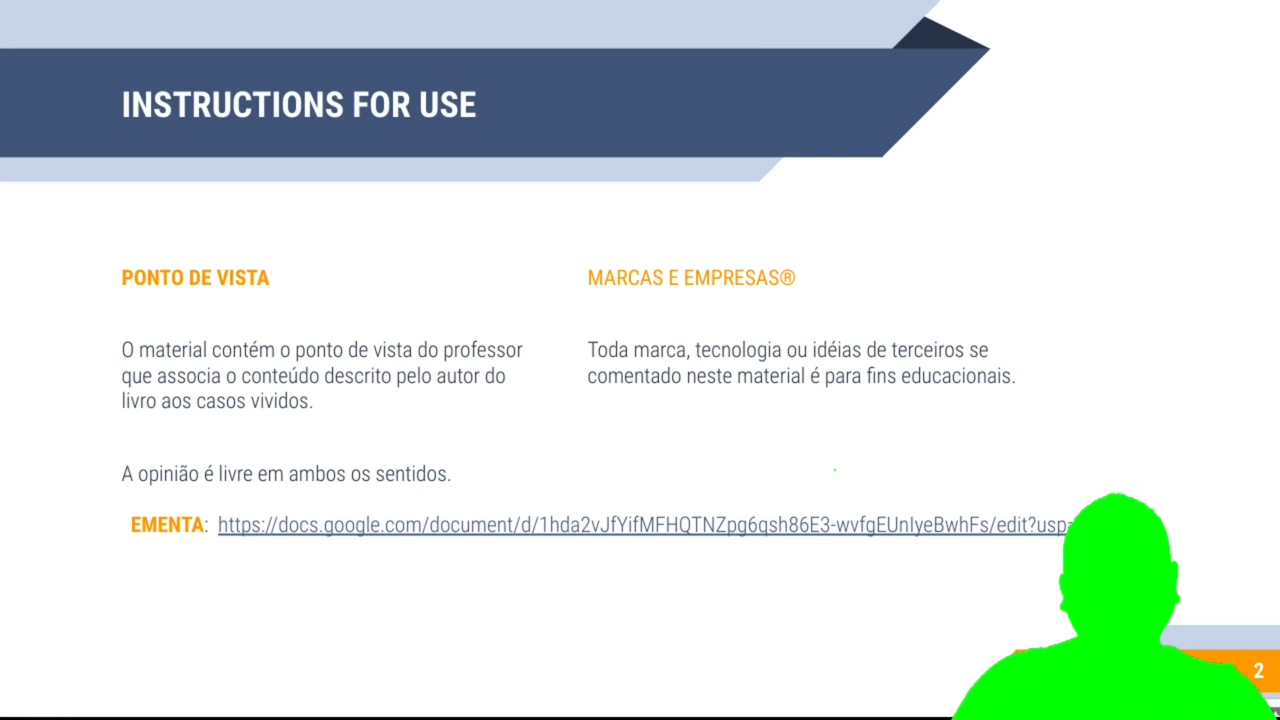 INSTRUCTIONS FOR USE
PONTO DE VISTA
O material contém o ponto de vista do professor
que associa o conteúdo descrito pelo autor do
livro aos casos vividos.
A opinião é livre em ambos os sentidos.
MARCAS E EMPRESAS®
Toda marca, tecnologia ou idéias de terceiros se
comentado neste material é para fins educacionais.
EMENTA: https://docs.google.com/document/d/1hda2vJfYifMFHQTNZpg6qsh86E3-wvfgEUnIyeBwhFs/edit?usp
2